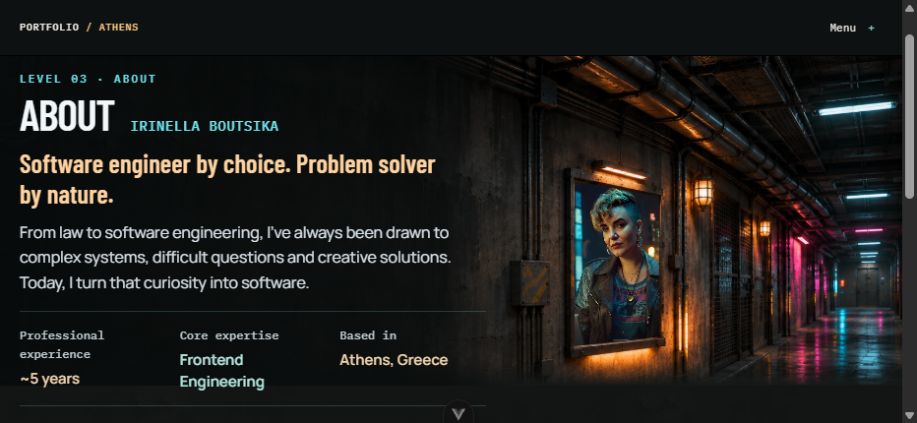 PORTFOLIO / ATHENS
Menu +
LEVEL 03 · ABOUT
ABOUT IRINELLA BOUTSIKA
Software engineer by choice. Problem solver
by nature.
From law to software engineering, I've always been drawn to
complex systems, difficult questions and creative solutions.
Today, I turn that curiosity into software.
Professional
experience
~5 years
Core expertise
Frontend
Engineering
Based in
Athens, Greece